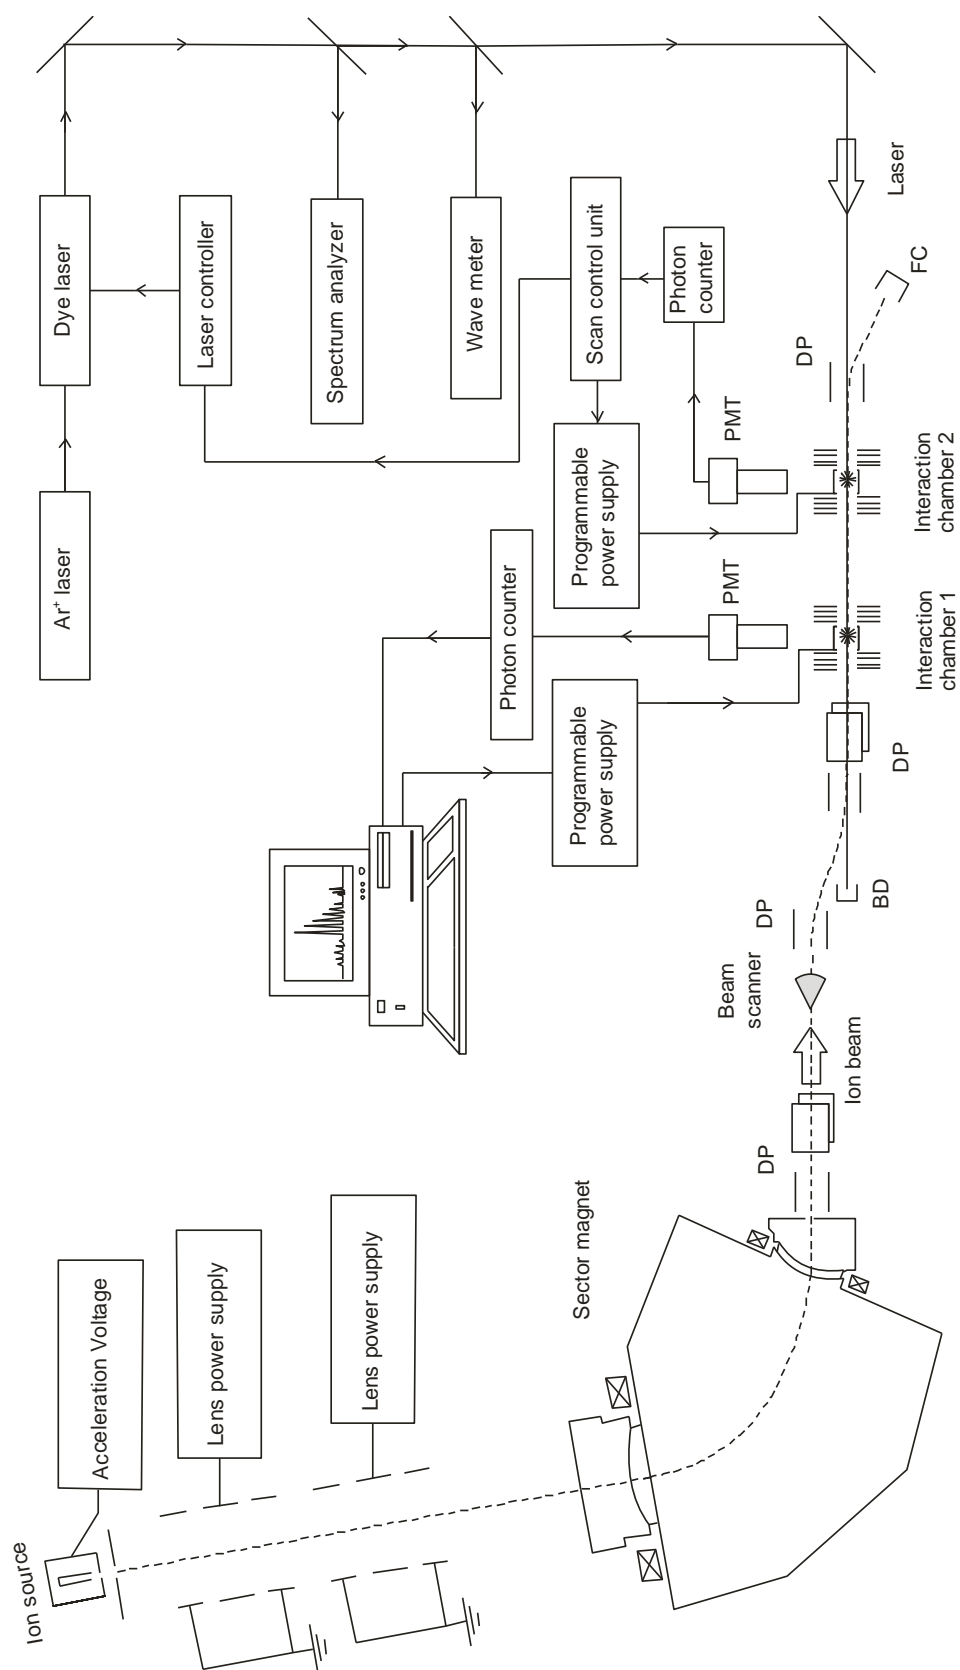 Ar⁺ laser
Dye laser
Laser controller
Spectrum analyzer
Wave meter
Scan control unit
Photon
counter
Laser
FC
DP
PMT
Programmable
power supply
Interaction
chamber 2
Photon counter
PMT
Programmable
power supply
Interaction
chamber 1
DP
BD
DP
Beam
scanner
Ion beam
DP
Sector magnet
Lens power supply
Lens power supply
Acceleration Voltage
Ion source